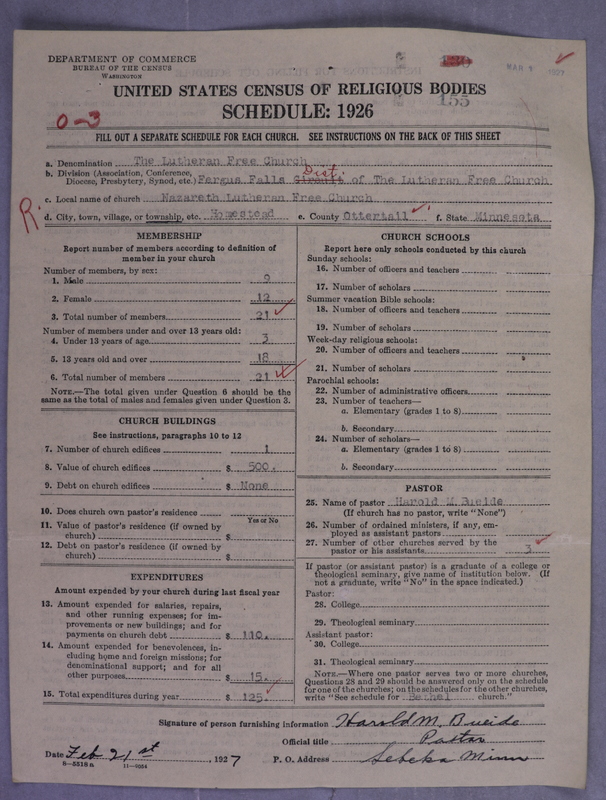 DEPARTMENT OF COMMERCE
BUREAU OF THE CENSUS
WASHINGTON
MAR 1927
UNITED STATES CENSUS OF RELIGIOUS BODIES
155
SCHEDULE: 1926
0-3
FILL OUT A SEPARATE SCHEDULE FOR EACH CHURCH. SEE INSTRUCTIONS ON THE BACK OF THIS SHEET
a. Denomination The Lutheran Free Church
Dist.
b. Division (Association, Conference, Diocese, Presbytery, Synod, etc.) Fergus Falls Circuit of The Lutheran Free Church
c. Local name of church Nazareth Lutheran Free Church
R.
d. City, town, village, or township, etc. Homestead e. County Ottertail f. State Minnesota
MEMBERSHIP
Report number of members according to definition of member in your church
Number of members, by sex:
1. Male 9
2. Female 12
3. Total number of members 21
Number of members under and over 13 years old:
4. Under 13 years of age 3
5. 13 years old and over 18
6. Total number of members 21
NOTE.—The total given under Question 6 should be
same as the total of males and females given under Question 3.
CHURCH BUILDINGS
See instructions, paragraphs 10 to 12
7. Number of church edifices 1
8. Value of church edifices $ 500.
9. Debt on church edifices $ None
10. Does church own pastor's residence
Yes or No
11. Value of pastor's residence (if owned by
church) $
12. Debt on pastor's residence (if owned by
church) $
EXPENDITURES
Amount expended by your church during last fiscal year
13. Amount expended for salaries, repairs,
and other running expenses; for im-
provements or new buildings; and for
payments on church debt $ 110.
14. Amount expended for benevolences, in-
cluding home and foreign missions; for
denominational support; and for all
other purposes $ 15.
15. Total expenditures during year $ 125.
CHURCH SCHOOLS
Report here only schools conducted by this church
Sunday schools:
16. Number of officers and teachers
17. Number of scholars
Summer vacation Bible schools:
18. Number of officers and teachers
19. Number of scholars
Week-day religious schools:
20. Number of officers and teachers
21. Number of scholars
Parochial schools:
22. Number of administrative officers
23. Number of teachers—
a. Elementary (grades 1 to 8)
b. Secondary
24. Number of scholars—
a. Elementary (grades 1 to 8)
b. Secondary
PASTOR
25. Name of pastor Harold M. Bueide
(If church has no pastor, write "None")
26. Number of ordained ministers, if any, em-
ployed as assistant pastors
27. Number of other churches served by the
pastor or his assistants 3
If pastor (or assistant pastor) is a graduate of a college or
theological seminary, give name of institution below. (If
not a graduate, write "No" in the space indicated.)
Pastor:
28. College
29. Theological seminary
Assistant pastor:
30. College
31. Theological seminary
NOTE.—Where one pastor serves two or more churches,
Questions 28 and 29 should be answered only on the schedule
for one of the churches; on the schedules for the other churches,
write "See schedule for Bethel church."
Signature of person furnishing information Harold M. Bueide
Official title Pastor
Date Feb 21st, 1927 P. O. Address Sebeka Minn
8-5518a 11-9054